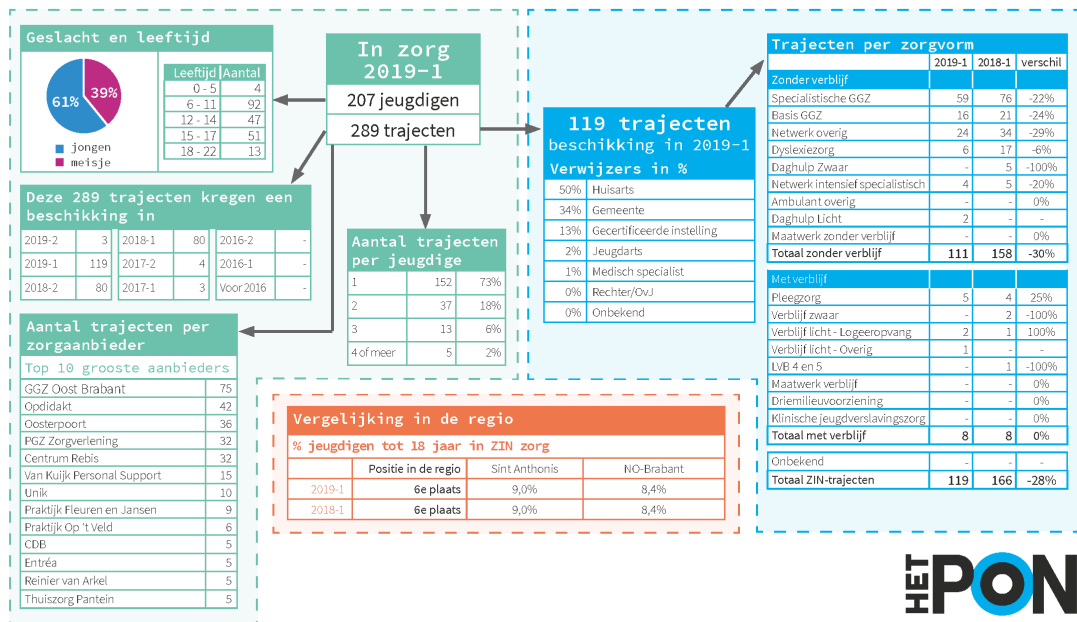 Geslacht en leeftijd
61%
39%
jongen
meisje
Leeftijd Aantal
0 - 5 4
6 - 11 92
12 - 14 47
15 - 17 51
18 - 22 13
In zorg
2019-1
207 jeugdigen
289 trajecten
Deze 289 trajecten kregen een
beschikking in
2019-2 3 2018-1 80 2016-2 -
2019-1 119 2017-2 4 2016-1 -
2018-2 80 2017-1 3 Voor 2016 -
Aantal trajecten
per jeugdige
1 152 73%
2 37 18%
3 13 6%
4 of meer 5 2%
Aantal trajecten per
zorgaanbieder
Top 10 grooste aanbieders
GGZ Oost Brabant 75
Opdidakt 42
Oosterpoort 36
PGZ Zorgverlening 32
Centrum Rebis 32
Van Kuijk Personal Support 15
Unik 10
Praktijk Fleuren en Jansen 9
Praktijk Op 't Veld 6
CDB 5
Entréa 5
Reinier van Arkel 5
Thuiszorg Pantein 5
119 trajecten
beschikking in 2019-1
Verwijzers in %
50% Huisarts
34% Gemeente
13% Gecertificeerde instelling
2% Jeugdarts
1% Medisch specialist
0% Rechter/OvJ
0% Onbekend
Trajecten per zorgvorm
2019-1 2018-1 verschil
Zonder verblijf
Specialistische GGZ 59 76 -22%
Basis GGZ 16 21 -24%
Netwerk overig 24 34 -29%
Dyslexiezorg 6 17 -6%
Daghulp Zwaar - 5 -100%
Netwerk intensief specialistisch 4 5 -20%
Ambulant overig - - 0%
Daghulp Licht 2 - -
Maatwerk zonder verblijf - - 0%
Totaal zonder verblijf 111 158 -30%
Met verblijf
Pleegzorg 5 4 25%
Verblijf zwaar - 2 -100%
Verblijf licht - Logeeropvang 2 1 100%
Verblijf licht - Overig 1 - -
LVB 4 en 5 - 1 -100%
Maatwerk verblijf - - 0%
Driemilieuvoorziening - - 0%
Klinische jeugdverslavingszorg - - 0%
Totaal met verblijf 8 8 0%
Onbekend - - -
Totaal ZIN-trajecten 119 166 -28%
Vergelijking in de regio
% jeugdigen tot 18 jaar in ZIN zorg
Positie in de regio Sint Anthonis NO-Brabant
2019-1 6e plaats 9,0% 8,4%
2018-1 6e plaats 9,0% 8,4%
HET PON